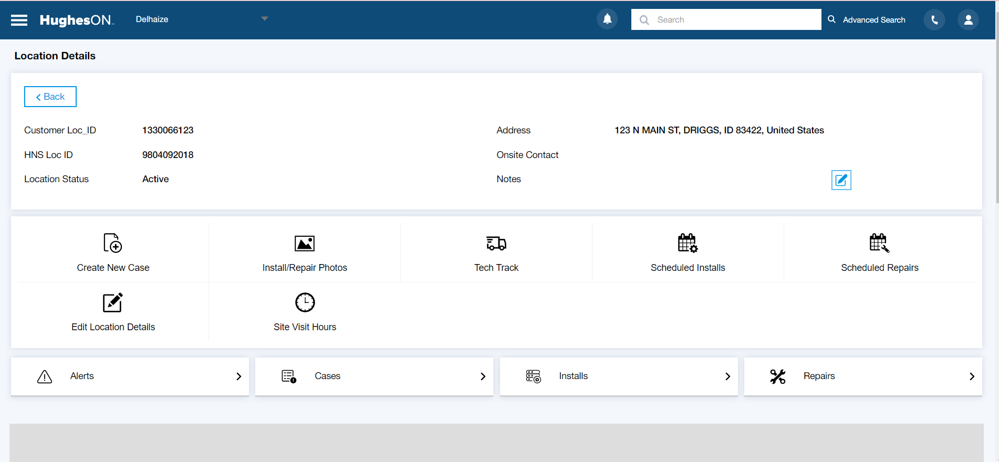 HughesON™
Delhaize
Search
Advanced Search
Location Details
Back
Customer Loc_ID 1330066123
Address 123 N MAIN ST, DRIGGS, ID 83422, United States
HNS Loc ID 9804092018
Onsite Contact
Location Status Active
Notes
Create New Case
Install/Repair Photos
Tech Track
Scheduled Installs
Scheduled Repairs
Edit Location Details
Site Visit Hours
Alerts
Cases
Installs
Repairs